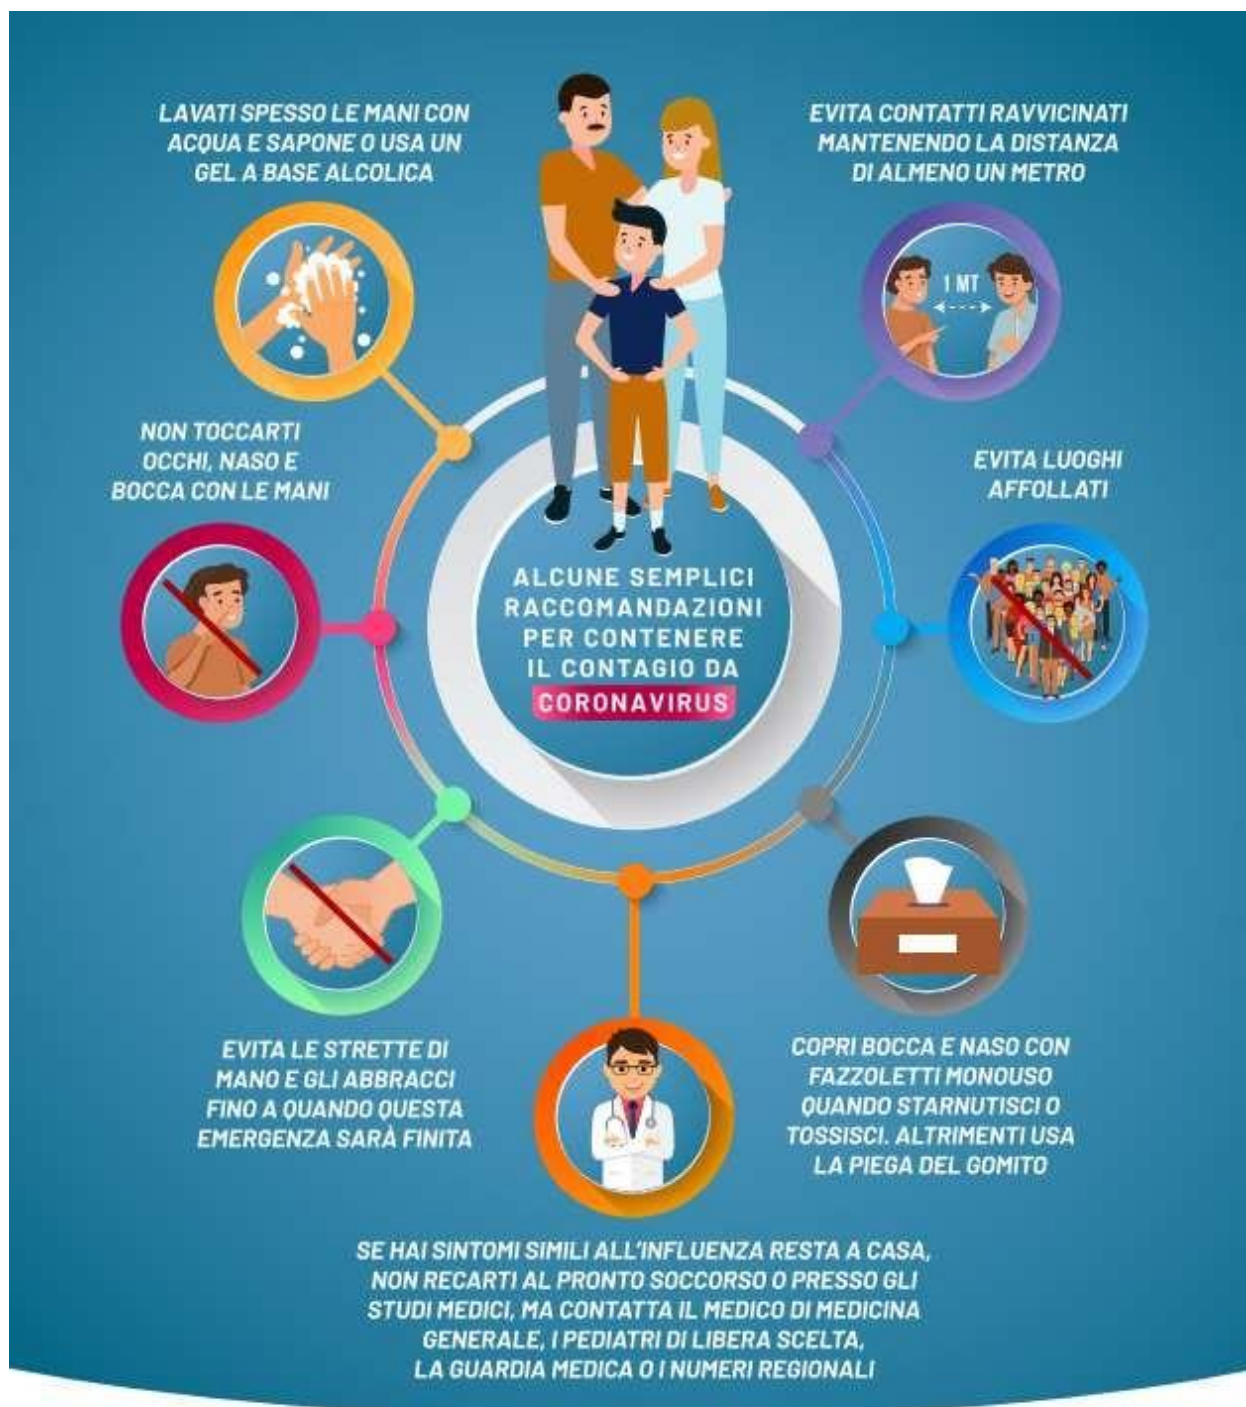 LAVATI SPESSO LE MANI CON
ACQUA E SAPONE O USA UN
GEL A BASE ALCOLICA
EVITA CONTATTI RAVVICINATI
MANTENENDO LA DISTANZA
DI ALMENO UN METRO
1 MT
NON TOCCARTI
OCCHI, NASO E
BOCCA CON LE MANI
EVITA LUOGHI
AFFOLLATI
ALCUNE SEMPLICI
RACCOMANDAZIONI
PER CONTENERE
IL CONTAGIO DA
CORONAVIRUS
EVITA LE STRETTE DI
MANO E GLI ABBRACCI
FINO A QUANDO QUESTA
EMERGENZA SARÀ FINITA
COPRI BOCCA E NASO CON
FAZZOLETTI MONOUSO
QUANDO STARNUTISCI O
TOSSISCI. ALTRIMENTI USA
LA PIEGA DEL GOMITO
SE HAI SINTOMI SIMILI ALL'INFLUENZA RESTA A CASA,
NON RECARTI AL PRONTO SOCCORSO O PRESSO GLI
STUDI MEDICI, MA CONTATTA IL MEDICO DI MEDICINA
GENERALE, I PEDIATRI DI LIBERA SCELTA,
LA GUARDIA MEDICA O I NUMERI REGIONALI